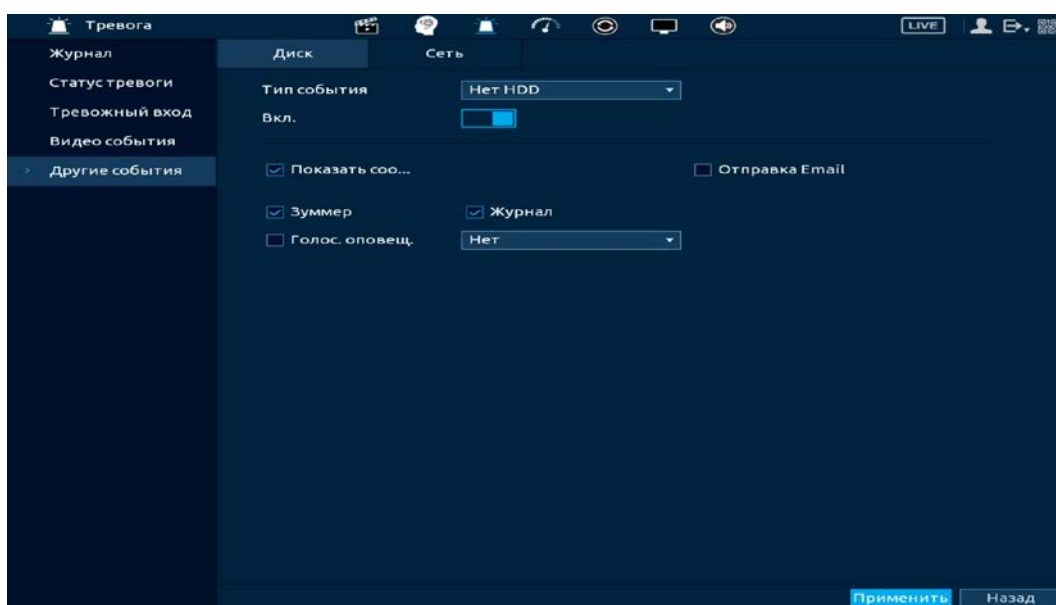 Тревога LIVE
Журнал Диск Сеть
Статус тревоги Тип события Нет HDD
Тревожный вход Вкл.
Видео события
Другие события Показать соо... Отправка Email
Зуммер Журнал
Голос. оповещ. Нет
Применить Назад